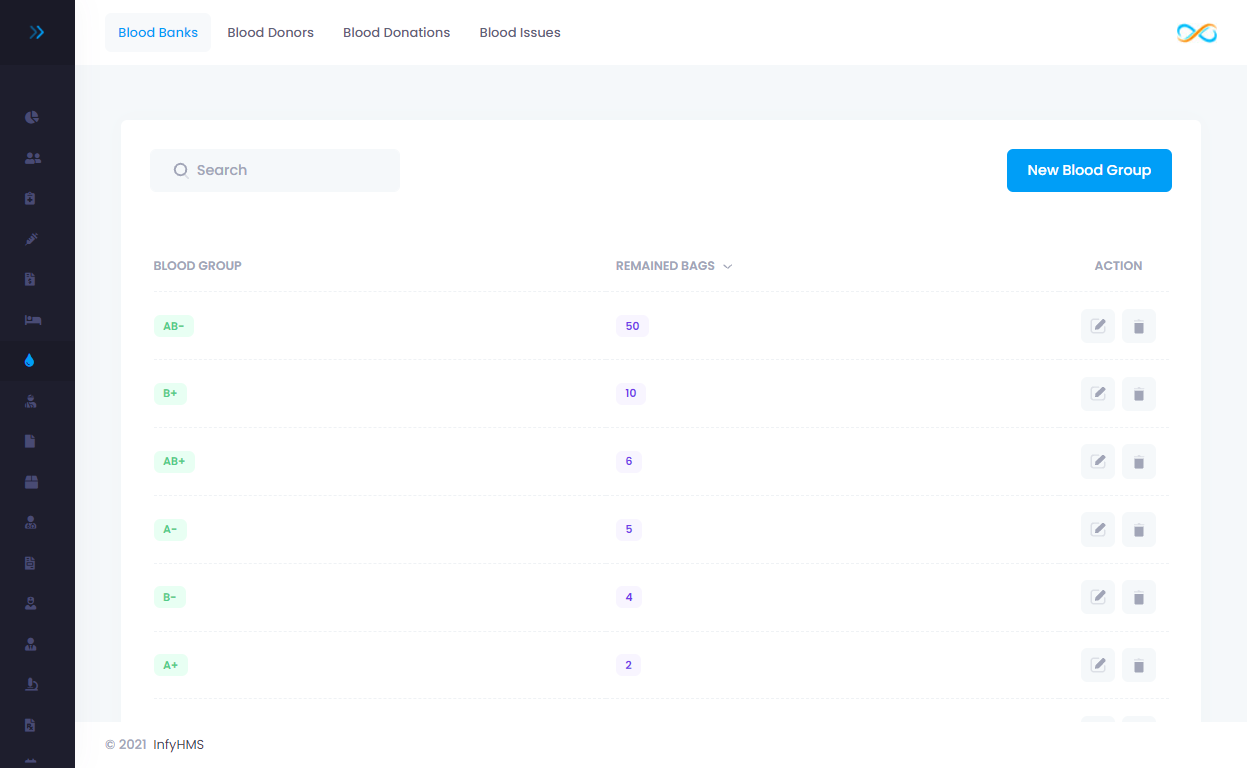 Blood Banks Blood Donors Blood Donations Blood Issues
Search
New Blood Group
BLOOD GROUP REMAINED BAGS ACTION
AB- 50
B+ 10
AB+ 6
A- 5
B- 4
A+ 2
© 2021 InfyHMS